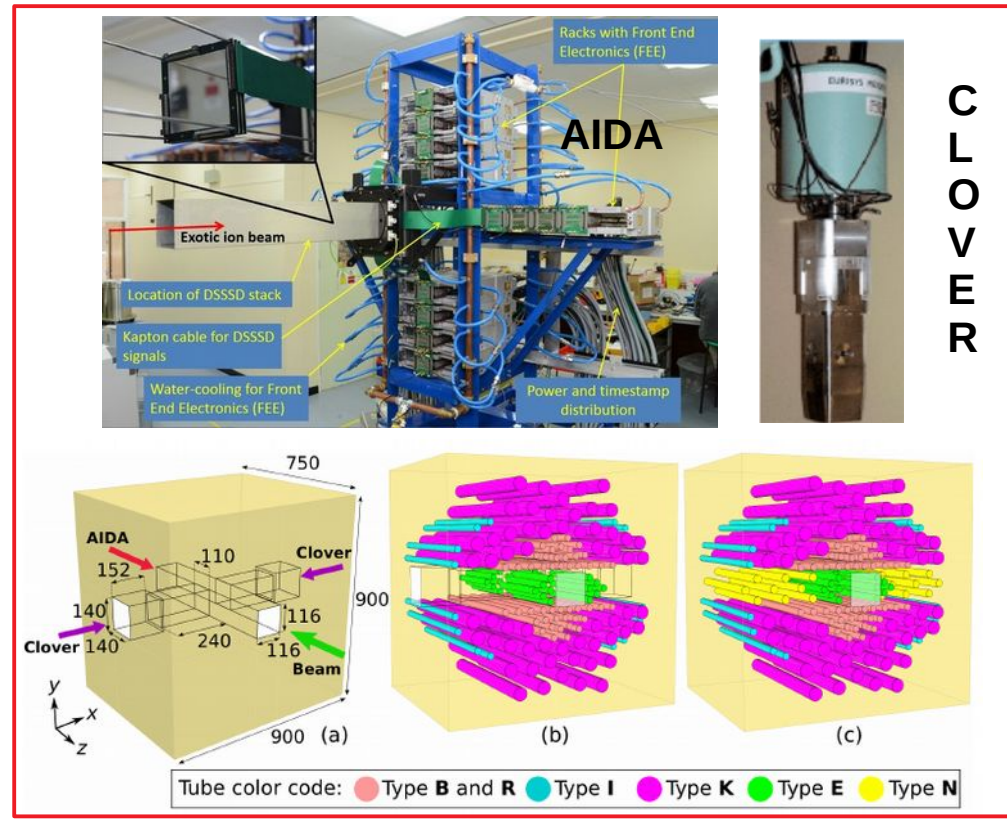 Racks with Front End
Electronics (FEE)
AIDA
Exotic ion beam
Location of DSSSD stack
Kapton cable for DSSSD
signals
Water-cooling for Front
End Electronics (FEE)
Power and timestamp
distribution
EURISYS
C
L
O
V
E
R
750
AIDA
110
152
Clover
140
900
116
Clover
140
240
116
Beam
y
x
z
900
(a)
(b)
(c)
Tube color code:
Type B and R
Type I
Type K
Type E
Type N